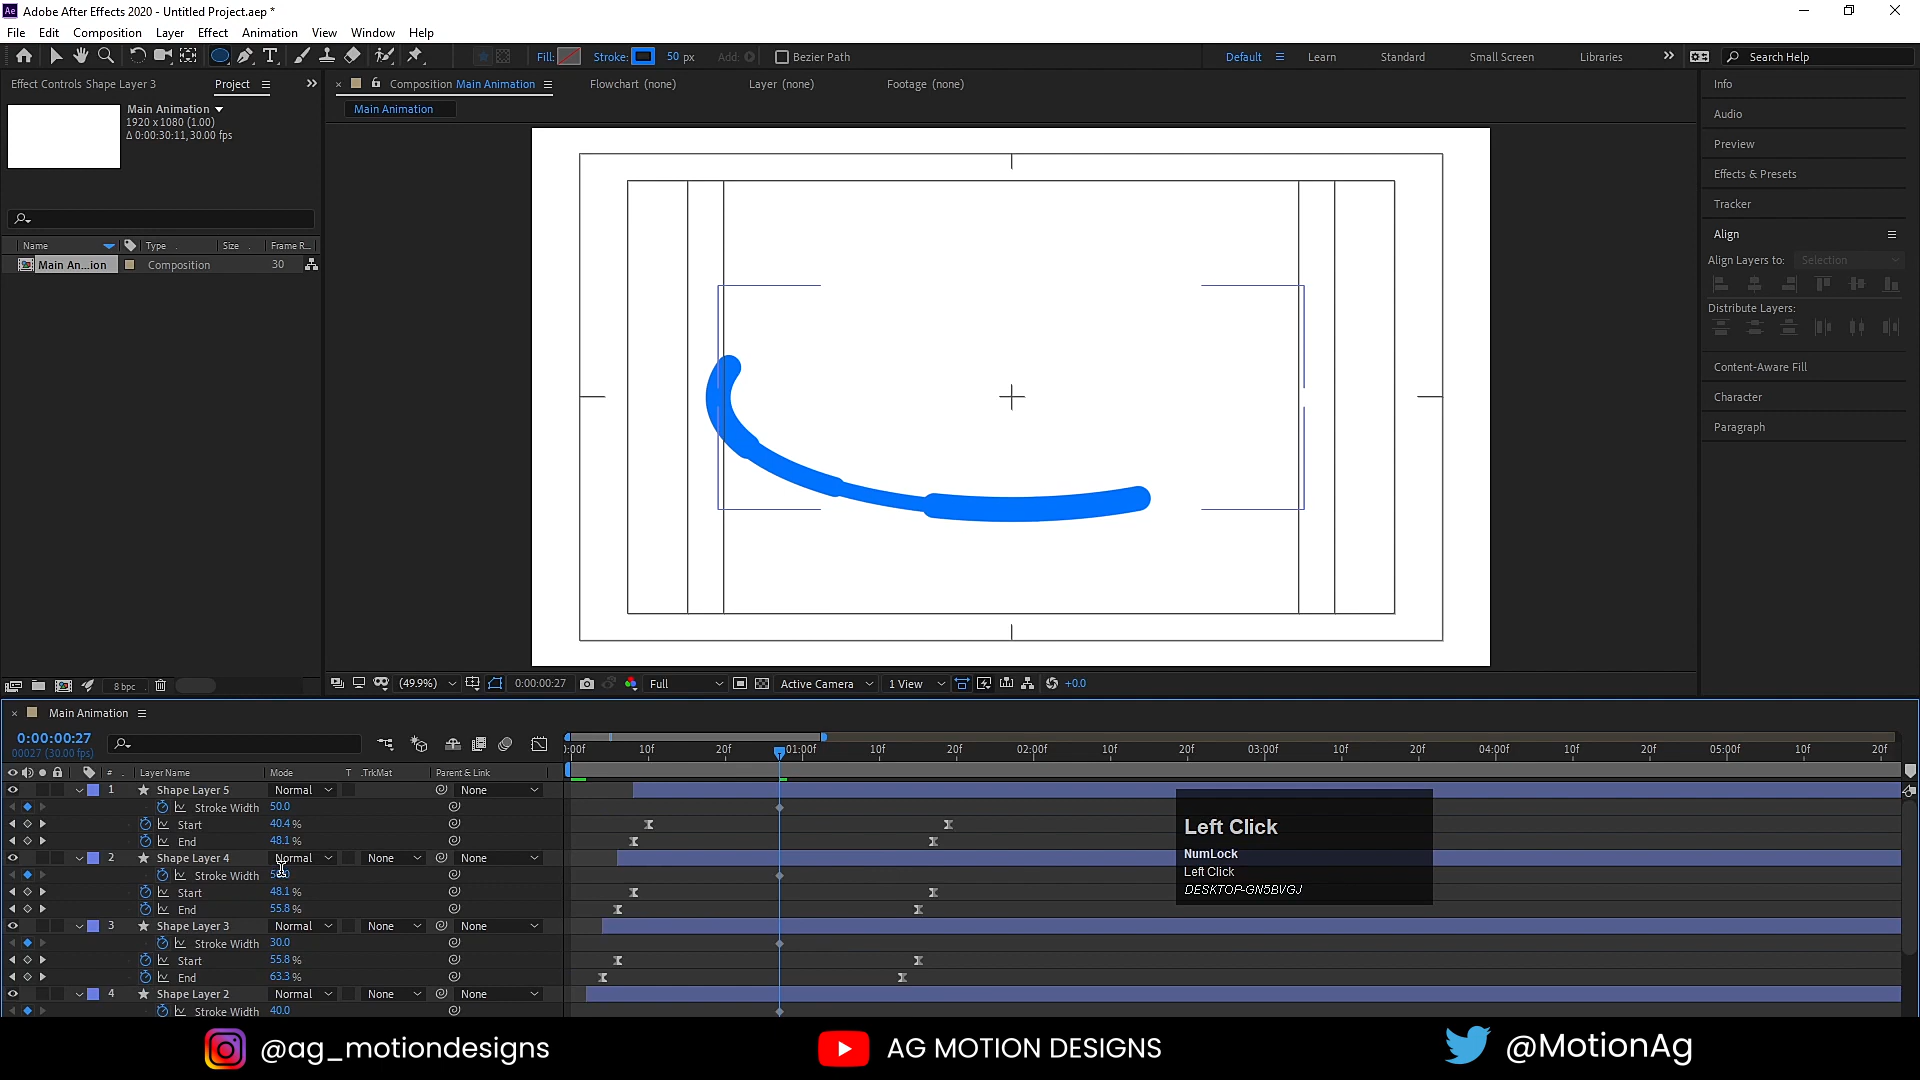 Adobe After Effects 2020 - Untitled Project.aep *
File Edit Composition Layer Effect Animation View Window Help
Fill: Stroke: 50 px Add: Bezier Path Default Learn Standard Small Screen Libraries Search Help
Effect Controls Shape Layer 3 Project
Composition Main Animation Flowchart (none) Layer (none) Footage (none)
Main Animation
Main Animation
1920 x 1080 (1.00)
Δ 0:00:30:11, 30.00 fps
Name Type Size Frame R...
Main An...ion Composition 30
Info
Audio
Preview
Effects & Presets
Tracker
Align
Align Layers to: Selection
Distribute Layers:
Content-Aware Fill
Character
Paragraph
8 bpc
(49.9%) 0:00:00:27 Full Active Camera 1 View +0.0
Main Animation
0:00:00:27
00027 (30.00 fps)
:00f 10f 20f 01:00f 10f 20f 02:00f 10f 20f 03:00f 10f 20f 04:00f 10f 20f 05:00f 10f 20f
# Layer Name Mode T .TrkMat Parent & Link
1 Shape Layer 5 Normal None
Stroke Width 50.0
Start 40.4 %
End 48.1 %
2 Shape Layer 4 Normal None None
Stroke Width
Start 48.1 %
End 55.8 %
3 Shape Layer 3 Normal None None
Stroke Width 30.0
Start 55.8 %
End 63.3 %
4 Shape Layer 2 Normal None None
Stroke Width 40.0
Left Click
NumLock
Left Click
DESKTOP-GN5BVGJ
@ag_motiondesigns AG MOTION DESIGNS @MotionAg